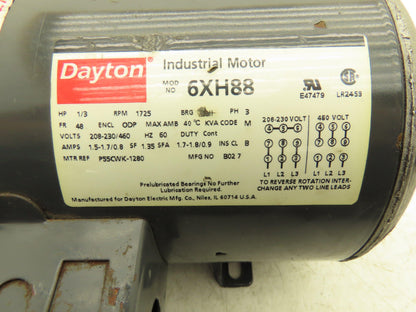 Dayton
Industrial Motor
MOD NO. 6XH88
E47479
LR2453
HP 1/3 RPM 1725 BRG PH 3
FR 48 ENCL ODP MAX AMB 40 °C KVA CODE M
VOLTS 208-230/460 HZ 60 DUTY Cont
AMPS 1.5-1.7/0.8 SF 1.35 SFA 1.7-1.8/0.9 INS CL B
MTR REF P55CWK-1280 MFG NO B02 7
Prelubricated Bearings No Further
Lubrication Required.
Manufactured for Dayton Electric Mfg. Co., Niles, IL 60714 U.S.A.
208-230 VOLT 460 VOLT
4 5 6 4 5 6
7 8 9 7 8 9
1 2 3 1 2 3
L1 L2 L3 L1 L2 L3
TO REVERSE ROTATION INTER-
CHANGE ANY TWO LINE LEADS